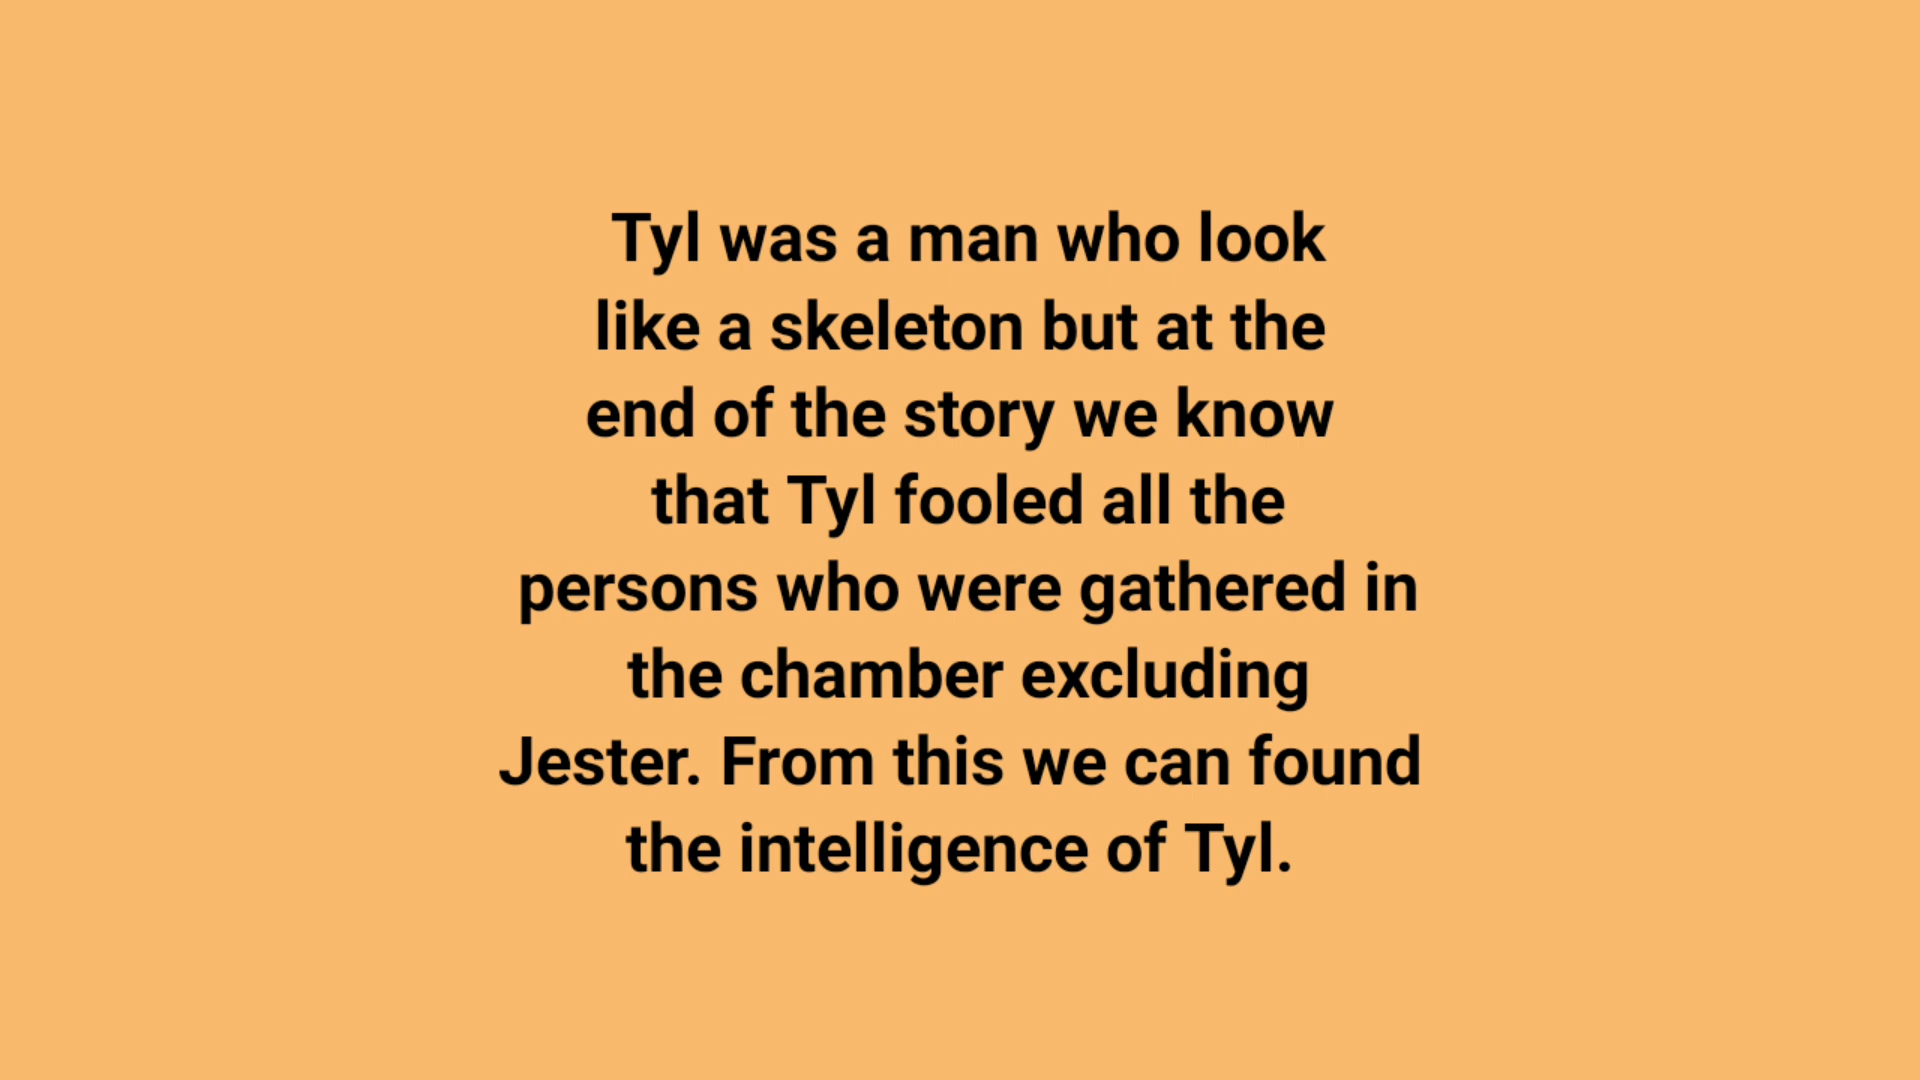 Tyl was a man who look
like a skeleton but at the
end of the story we know
that Tyl fooled all the
persons who were gathered in
the chamber excluding
Jester. From this we can found
the intelligence of Tyl.